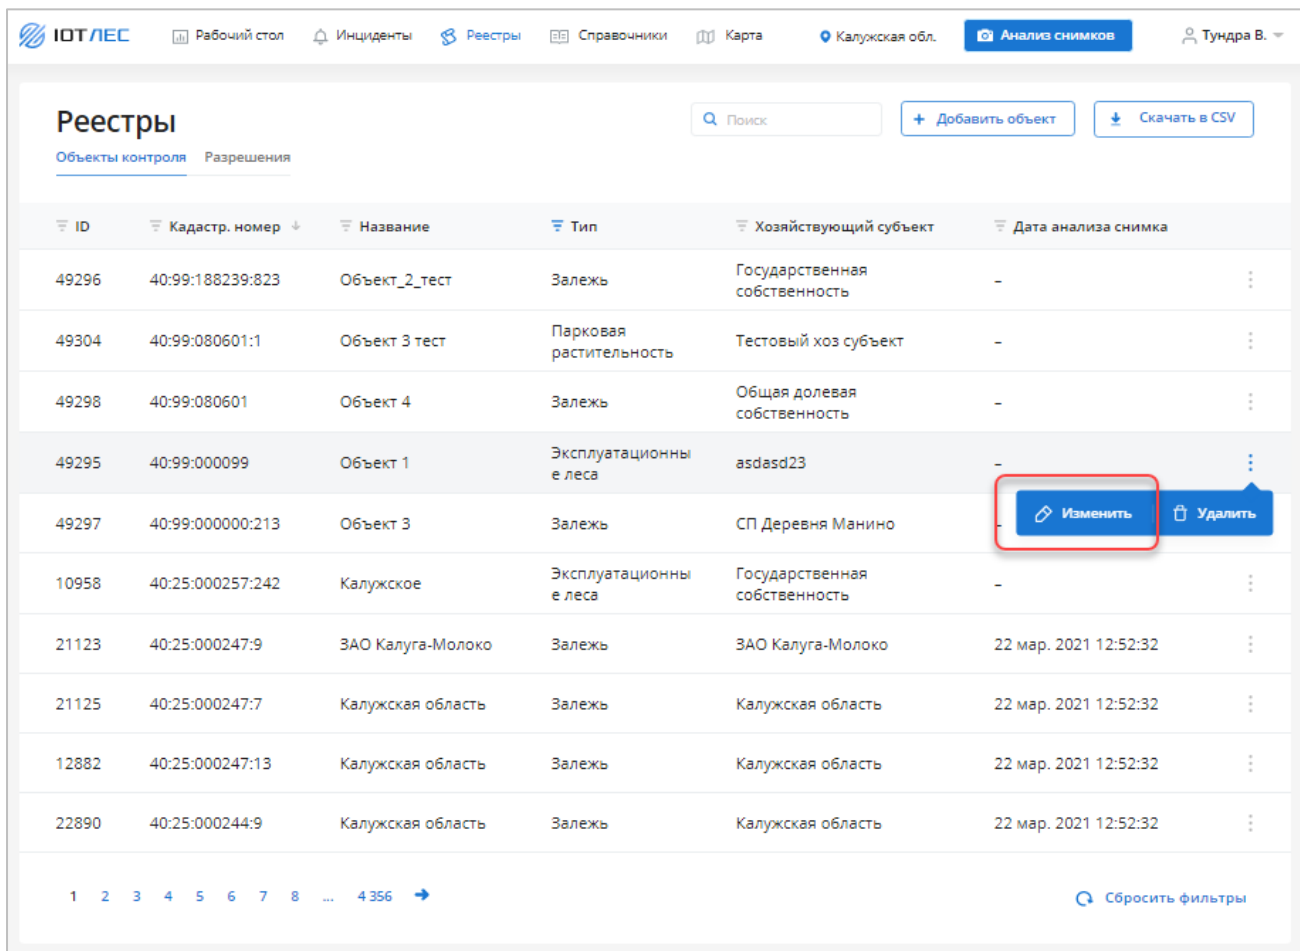 IOT ЛЕС Рабочий стол Инциденты Реестры Справочники Карта Калужская обл. Анализ снимков Тундра В.
Реестры Поиск + Добавить объект Скачать в CSV
Объекты контроля Разрешения
ID Кадастр. номер Название Тип Хозяйствующий субъект Дата анализа снимка
49296 40:99:188239:823 Объект_2_тест Залежь Государственная
собственность –
49304 40:99:080601:1 Объект 3 тест Парковая
растительность Тестовый хоз субъект –
49298 40:99:080601 Объект 4 Залежь Общая долевая
собственность –
49295 40:99:000099 Объект 1 Эксплуатационны
е леса asdasd23 –
49297 40:99:000000:213 Объект 3 Залежь СП Деревня Манино – Изменить Удалить
10958 40:25:000257:242 Калужское Эксплуатационны
е леса Государственная
собственность –
21123 40:25:000247:9 ЗАО Калуга-Молоко Залежь ЗАО Калуга-Молоко 22 мар. 2021 12:52:32
21125 40:25:000247:7 Калужская область Залежь Калужская область 22 мар. 2021 12:52:32
12882 40:25:000247:13 Калужская область Залежь Калужская область 22 мар. 2021 12:52:32
22890 40:25:000244:9 Калужская область Залежь Калужская область 22 мар. 2021 12:52:32
1 2 3 4 5 6 7 8 ... 4 356 Сбросить фильтры